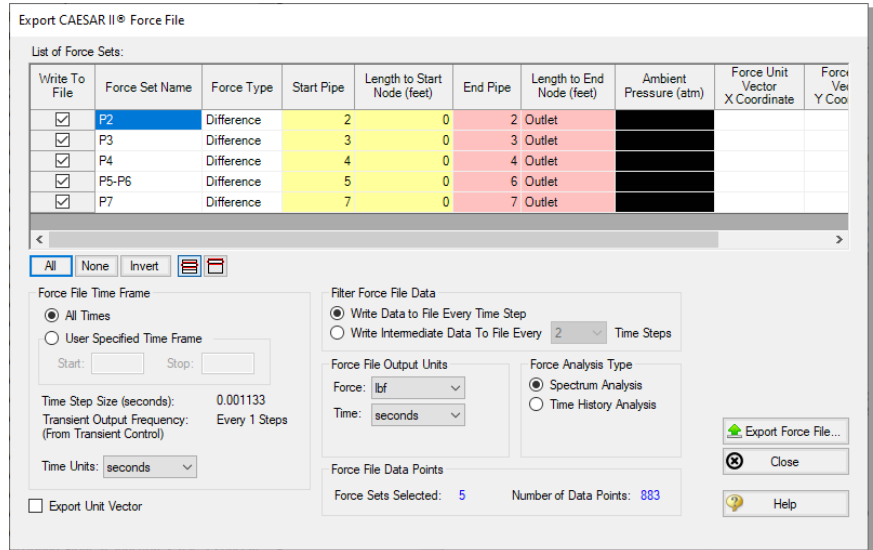 Export CAESAR II® Force File
List of Force Sets:
Write To File Force Set Name Force Type Start Pipe Length to Start Node (feet) End Pipe Length to End Node (feet) Ambient Pressure (atm) Force Unit Vector X Coordinate Force Vec Y Coo
P2 Difference 2 0 2 Outlet
P3 Difference 3 0 3 Outlet
P4 Difference 4 0 4 Outlet
P5-P6 Difference 5 0 6 Outlet
P7 Difference 7 0 7 Outlet
All None Invert
Force File Time Frame
All Times
User Specified Time Frame
Start: Stop:
Time Step Size (seconds): 0.001133
Transient Output Frequency: Every 1 Steps
(From Transient Control)
Time Units: seconds
Export Unit Vector
Filter Force File Data
Write Data to File Every Time Step
Write Intermediate Data To File Every 2 Time Steps
Force File Output Units
Force: lbf
Time: seconds
Force Analysis Type
Spectrum Analysis
Time History Analysis
Force File Data Points
Force Sets Selected: 5 Number of Data Points: 883
Export Force File...
Close
Help